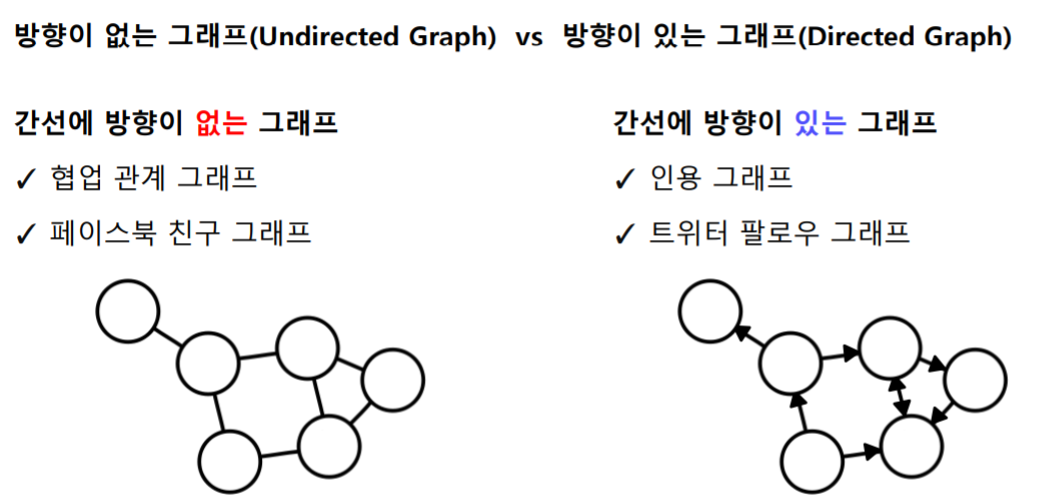 방향이 없는 그래프(Undirected Graph) vs 방향이 있는 그래프(Directed Graph)
간선에 방향이 없는 그래프
✓ 협업 관계 그래프
✓ 페이스북 친구 그래프
간선에 방향이 있는 그래프
✓ 인용 그래프
✓ 트위터 팔로우 그래프